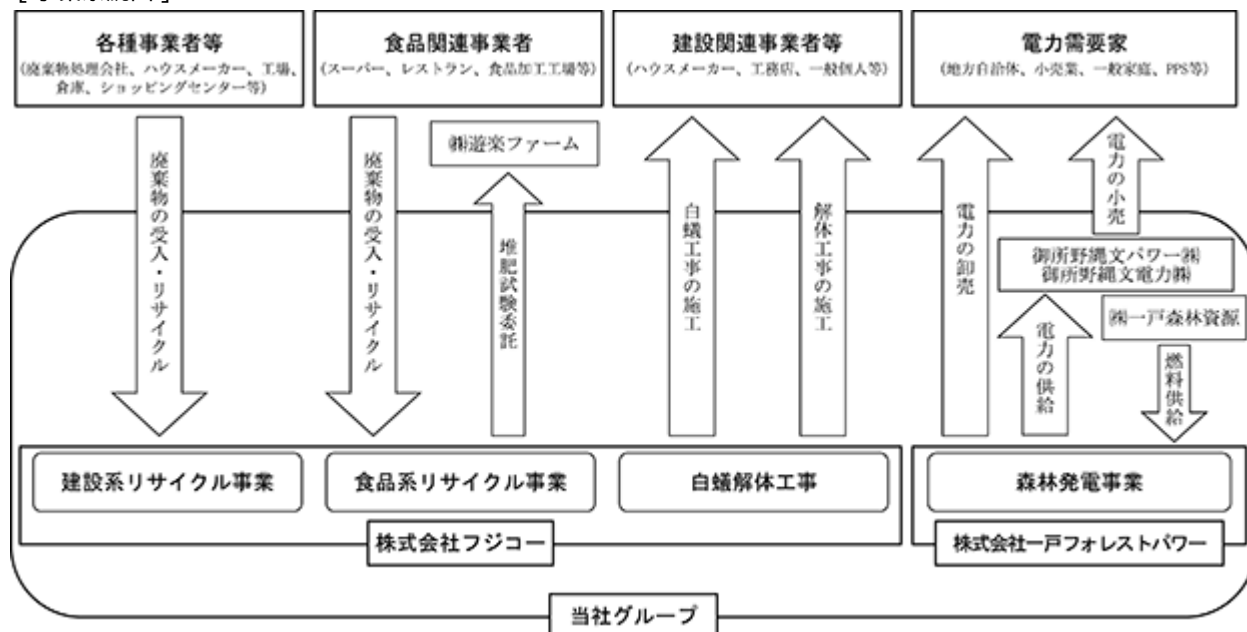 各種事業者等
(廃棄物処理会社、ハウスメーカー、工場、
倉庫、ショッピングセンター等)
食品関連事業者
(スーパー、レストラン、食品加工工場等)
建設関連事業者等
(ハウスメーカー、工務店、一般個人等)
電力需要家
(地方自治体、小売業、一般家庭、PPS等)
廃棄物の受入・リサイクル
廃棄物の受入・リサイクル
㈱遊楽ファーム
堆肥試験委託
白蟻工事の施工
解体工事の施工
電力の卸売
電力の小売
御所野縄文パワー㈱
御所野縄文電力㈱
㈱一戸森林資源
電力の供給
燃料供給
建設系リサイクル事業
食品系リサイクル事業
白蟻解体工事
森林発電事業
株式会社フジコー
株式会社一戸フォレストパワー
当社グループ